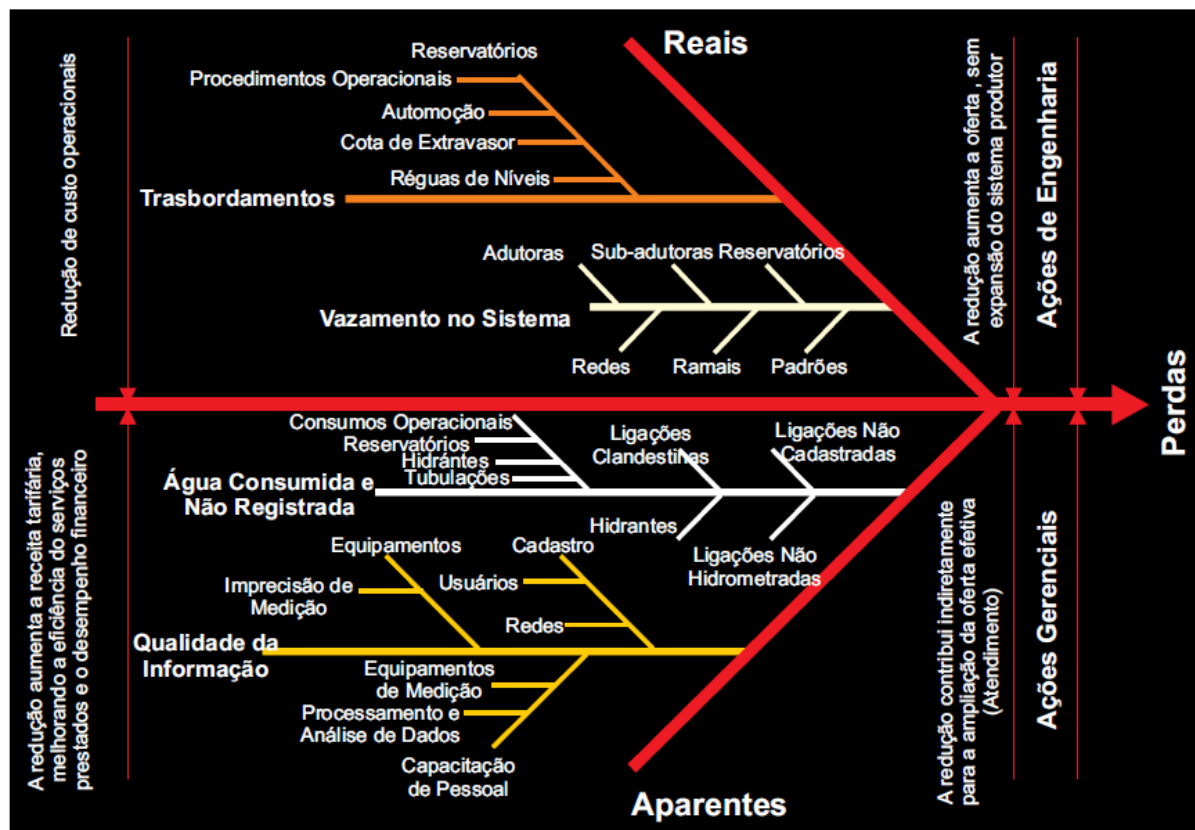 Reais
Reservatórios
Procedimentos Operacionais
Automoção
Cota de Extravasor
Réguas de Níveis
Trasbordamentos
Adutoras
Sub-adutoras
Reservatórios
Vazamento no Sistema
Redes
Ramais
Padrões
Redução de custo operacionais
A redução aumenta a oferta , sem
expansão do sistema produtor
Ações de Engenharia
Perdas
Consumos Operacionais
Reservatórios
Hidrántes
Tubulações
Ligações
Clandestinas
Ligações Não
Cadastradas
Água Consumida e
Não Registrada
Hidrantes
Ligações Não
Hidrometradas
Equipamentos
Imprecisão de
Medição
Cadastro
Usuários
Redes
Qualidade da
Informação
Equipamentos
de Medição
Processamento e
Análise de Dados
Capacitação
de Pessoal
Aparentes
A redução aumenta a receita tarifária,
melhorando a eficiência do serviços
prestados e o desempenho financeiro
A redução contribui indiretamente
para a ampliação da oferta efetiva
(Atendimento)
Ações Gerenciais